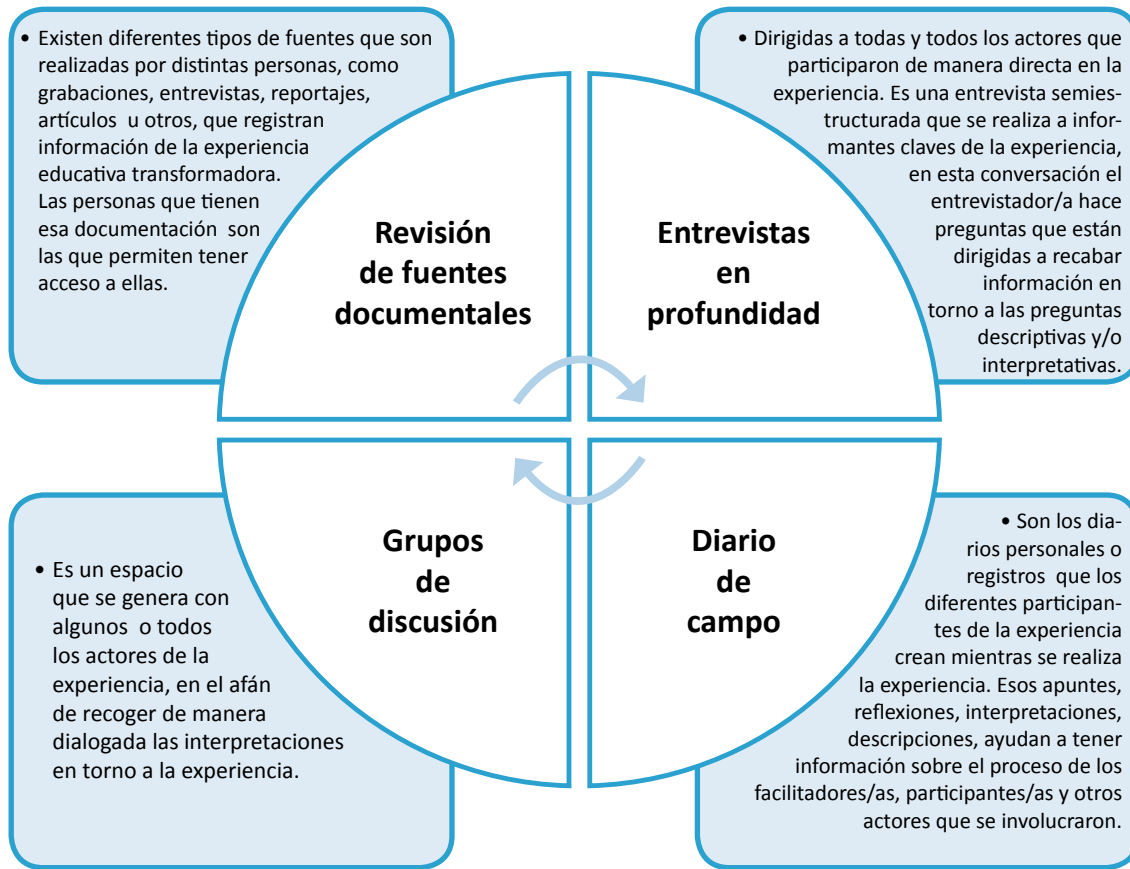 • Existen diferentes tipos de fuentes que son
realizadas por distintas personas, como
grabaciones, entrevistas, reportajes,
artículos u otros, que registran
información de la experiencia
educativa transformadora.
Las personas que tienen
esa documentación son
las que permiten tener
acceso a ellas.
Revisión
de fuentes
documentales
• Dirigidas a todas y todos los actores que
participaron de manera directa en la
experiencia. Es una entrevista semies-
tructurada que se realiza a infor-
mantes claves de la experiencia,
en esta conversación el
entrevistador/a hace
preguntas que están
dirigidas a recabar
información en
torno a las preguntas
descriptivas y/o
interpretativas.
Entrevistas
en
profundidad
• Es un espacio
que se genera con
algunos o todos
los actores de la
experiencia, en el afán
de recoger de manera
dialogada las interpretaciones
en torno a la experiencia.
Grupos
de
discusión
Diario
de
campo
• Son los dia-
rios personales o
registros que los
diferentes participan-
tes de la experiencia
crean mientras se realiza
la experiencia. Esos apuntes,
reflexiones, interpretaciones,
descripciones, ayudan a tener
información sobre el proceso de los
facilitadores/as, participantes/as y otros
actores que se involucraron.